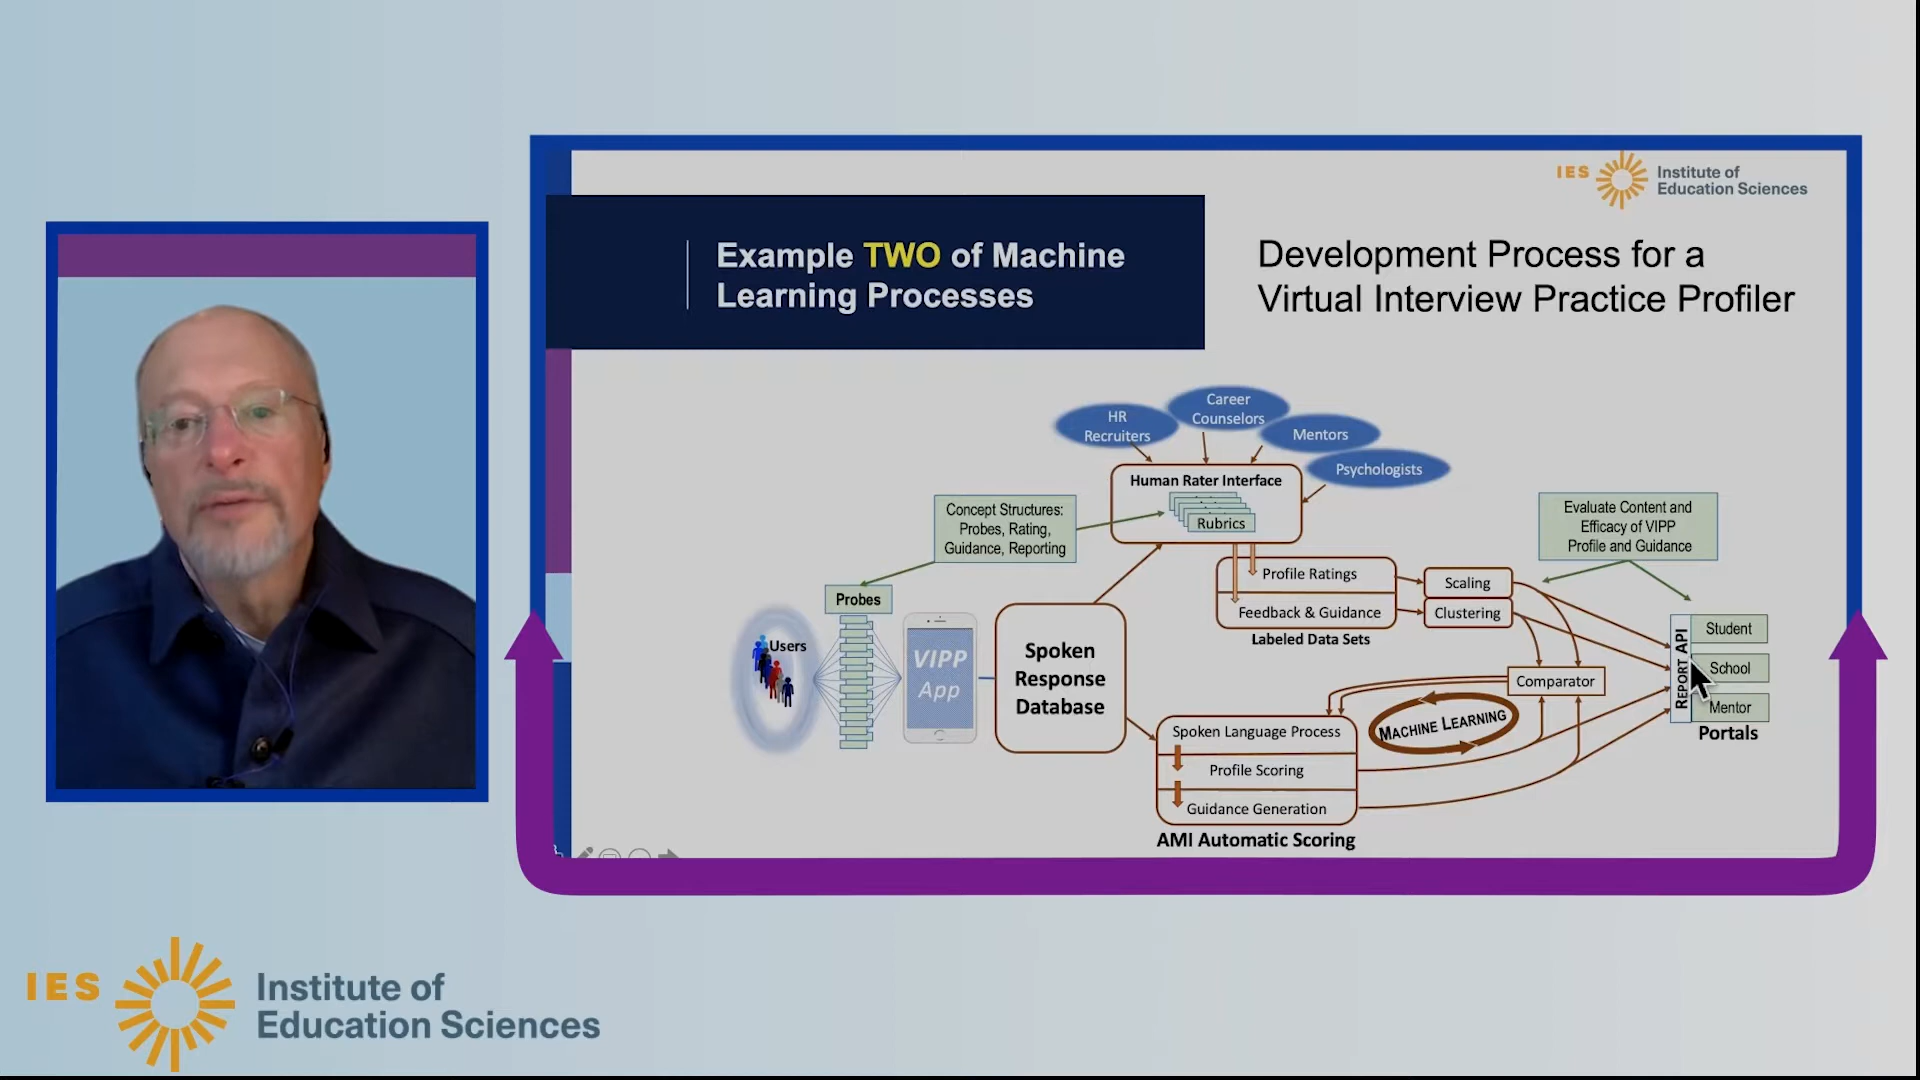 IES Institute of
Education Sciences
Example TWO of Machine
Learning Processes
Development Process for a
Virtual Interview Practice Profiler
HR
Recruiters
Career
Counselors
Mentors
Psychologists
Human Rater Interface
Rubrics
Concept Structures:
Probes, Rating,
Guidance, Reporting
Evaluate Content and
Efficacy of VIPP
Profile and Guidance
Probes
Users
VIPP
App
Spoken
Response
Database
Profile Ratings
Feedback & Guidance
Labeled Data Sets
Scaling
Clustering
Comparator
MACHINE LEARNING
Spoken Language Process
Profile Scoring
Guidance Generation
AMI Automatic Scoring
REPORT API
Student
School
Mentor
Portals
IES Institute of
Education Sciences